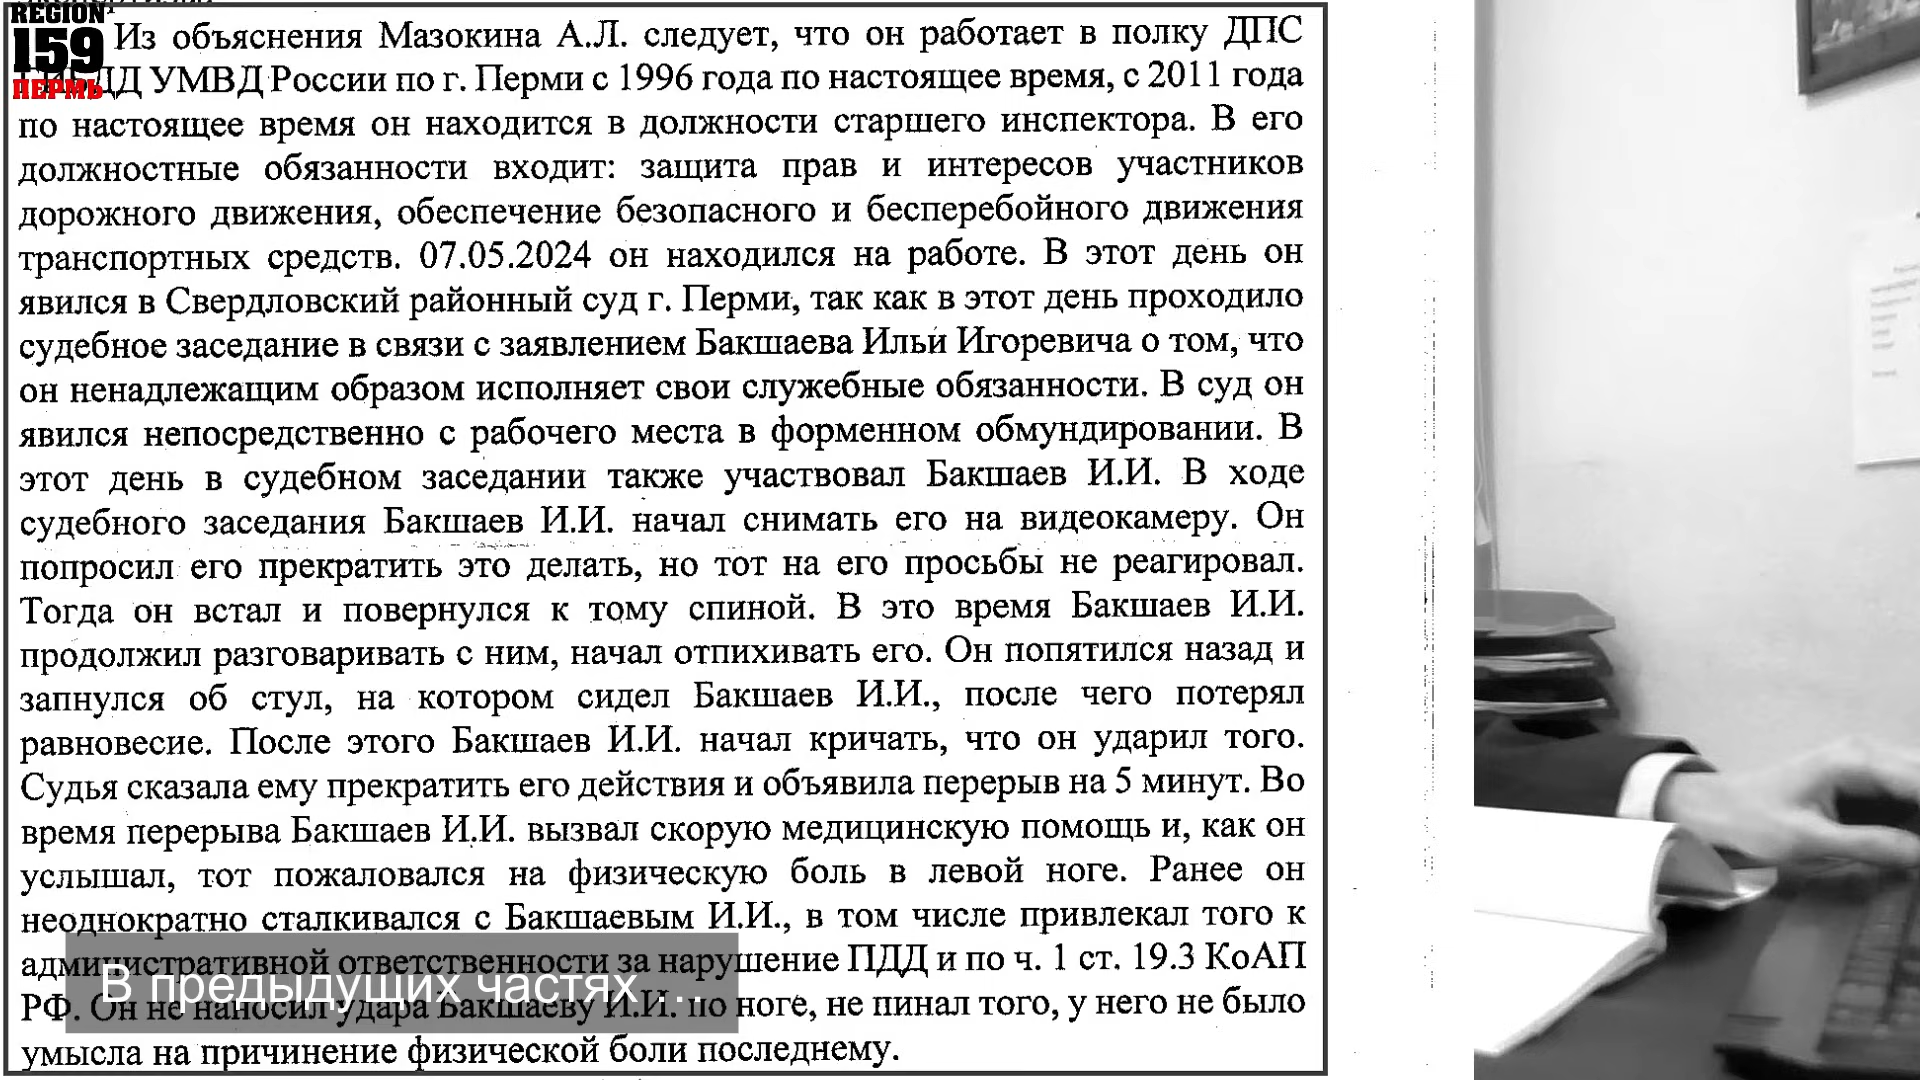 REGION
159
ПЕРМЬ
Из объяснения Мазокина А.Л. следует, что он работает в полку ДПС
ГИБДД УМВД России по г. Перми с 1996 года по настоящее время, с 2011 года
по настоящее время он находится в должности старшего инспектора. В его
должностные обязанности входит: защита прав и интересов участников
дорожного движения, обеспечение безопасного и бесперебойного движения
транспортных средств. 07.05.2024 он находился на работе. В этот день он
явился в Свердловский районный суд г. Перми, так как в этот день проходило
судебное заседание в связи с заявлением Бакшаева Ильи Игоревича о том, что
он ненадлежащим образом исполняет свои служебные обязанности. В суд он
явился непосредственно с рабочего места в форменном обмундировании. В
этот день в судебном заседании также участвовал Бакшаев И.И. В ходе
судебного заседания Бакшаев И.И. начал снимать его на видеокамеру. Он
попросил его прекратить это делать, но тот на его просьбы не реагировал.
Тогда он встал и повернулся к тому спиной. В это время Бакшаев И.И.
продолжил разговаривать с ним, начал отпихивать его. Он попятился назад и
запнулся об стул, на котором сидел Бакшаев И.И., после чего потерял
равновесие. После этого Бакшаев И.И. начал кричать, что он ударил того.
Судья сказала ему прекратить его действия и объявила перерыв на 5 минут. Во
время перерыва Бакшаев И.И. вызвал скорую медицинскую помощь и, как он
услышал, тот пожаловался на физическую боль в левой ноге. Ранее он
неоднократно сталкивался с Бакшаевым И.И., в том числе привлекал того к
административной ответственности за нарушение ПДД и по ч. 1 ст. 19.3 КоАП
РФ. Он не наносил удара Бакшаеву И.И. по ноге, не пинал того, у него не было
умысла на причинение физической боли последнему.
В предыдущих частях ...